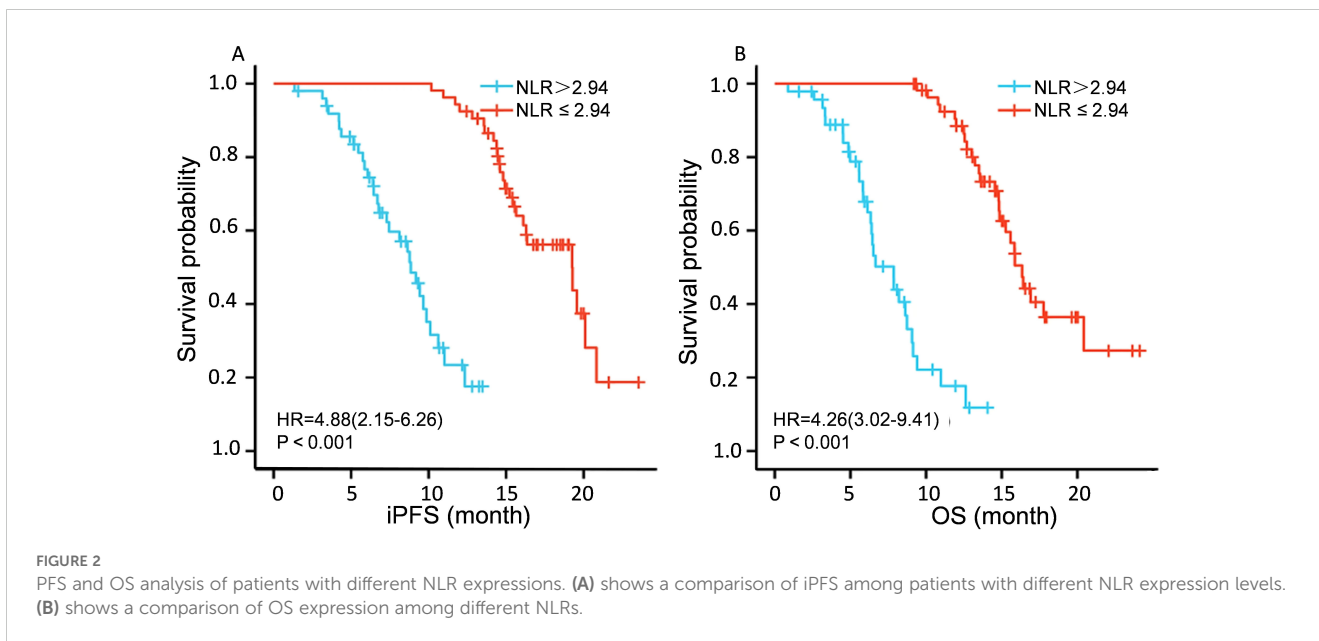 A
1.0
0.8
0.6
0.4
0.2
1.0
Survival probability
NLR＞2.94
NLR ≤ 2.94
HR=4.88(2.15-6.26)
P < 0.001
0 5 10 15 20
iPFS (month)
B
1.0
0.8
0.6
0.4
0.2
1.0
Survival probability
NLR＞2.94
NLR ≤ 2.94
HR=4.26(3.02-9.41)
P < 0.001
0 5 10 15 20
OS (month)
FIGURE 2
PFS and OS analysis of patients with different NLR expressions. (A) shows a comparison of iPFS among patients with different NLR expression levels.
(B) shows a comparison of OS expression among different NLRs.